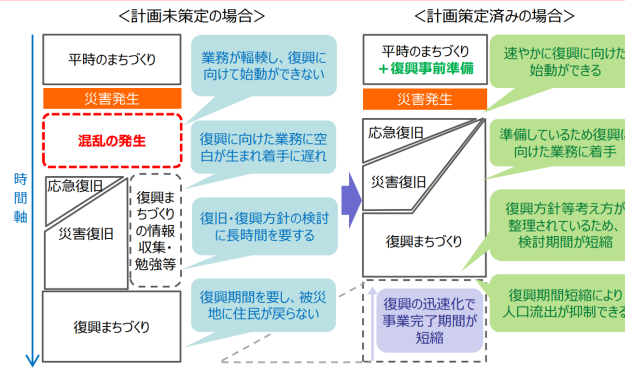 ＜計画未策定の場合＞
＜計画策定済みの場合＞
時間軸
平時のまちづくり
災害発生
混乱の発生
応急復旧
災害復旧
復興ま
ちづくり
の情報
収集・
勉強等
復興まちづくり
業務が輻輳し、復興に
向けて始動ができない
復興に向けた業務に空
白が生まれ着手に遅れ
復旧・復興方針の検討
に長時間を要する
復興期間を要し、被災
地に住民が戻らない
平時のまちづくり
＋復興事前準備
災害発生
応急復旧
災害復旧
復興まちづくり
復興の迅速化で
事業完了期間が
短縮
速やかに復興に向けた
始動ができる
準備しているため復興に
向けた業務に着手
復興方針等考え方が
整理されているため、
検討期間が短縮
復興期間短縮により
人口流出が抑制できる